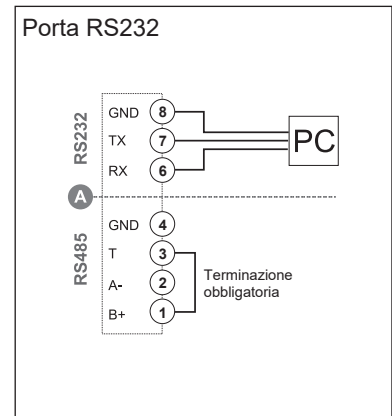 Porta RS232
RS232
GND 8
TX 7
RX 6
PC
A
RS485
GND 4
T 3
A- 2
B+ 1
Terminazione
obbligatoria